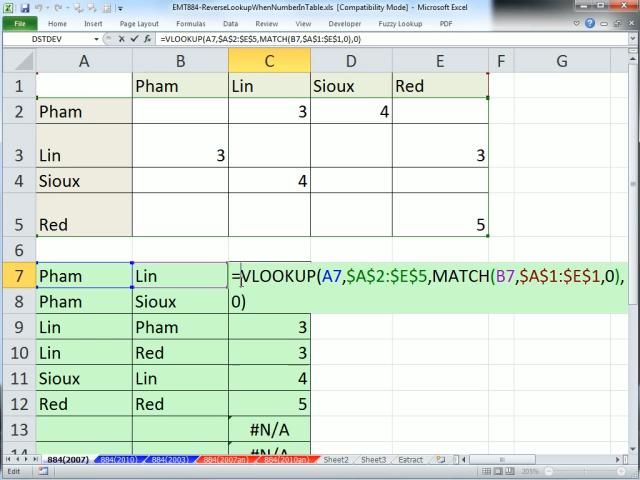 EMT884-ReverseLookupWhenNumberInTable.xls [Compatibility Mode] - Microsoft Excel
File Home Insert Page Layout Formulas Data Review View Developer Fuzzy Lookup PDF
DSTDEV =VLOOKUP(A7,$A$2:$E$5,MATCH(B7,$A$1:$E$1,0),0)
A B C D E F G
1 Pham Lin Sioux Red
2 Pham 3 4
3 Lin 3 3
4 Sioux 4
5 Red 5
6
7 Pham Lin =VLOOKUP(A7,$A$2:$E$5,MATCH(B7,$A$1:$E$1,0),
8 Pham Sioux 0)
9 Lin Pham 3
10 Lin Red 3
11 Sioux Lin 4
12 Red Red 5
13 #N/A
14 #N/A
884(2007) 884(2010) 884(2003) 884(2007an) 884(2010an) Sheet2 Sheet3 Eatract
Edit 205%